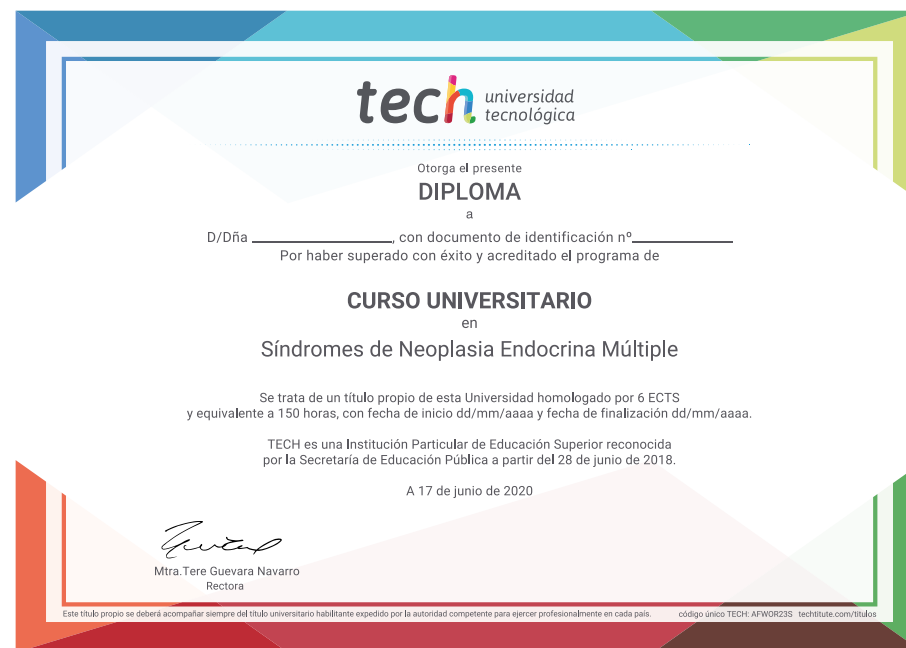 tech universidad
tecnológica
Otorga el presente
DIPLOMA
a
D/Dña ____________________, con documento de identificación nº______________
Por haber superado con éxito y acreditado el programa de
CURSO UNIVERSITARIO
en
Síndromes de Neoplasia Endocrina Múltiple
Se trata de un título propio de esta Universidad homologado por 6 ECTS
y equivalente a 150 horas, con fecha de inicio dd/mm/aaaa y fecha de finalización dd/mm/aaaa.
TECH es una Institución Particular de Educación Superior reconocida
por la Secretaría de Educación Pública a partir del 28 de junio de 2018.
A 17 de junio de 2020
Mtra.Tere Guevara Navarro
Rectora
Este título propio se deberá acompañar siempre del título universitario habilitante expedido por la autoridad competente para ejercer profesionalmente en cada país. código único TECH: AFWOR23S techtitute.com/titulos